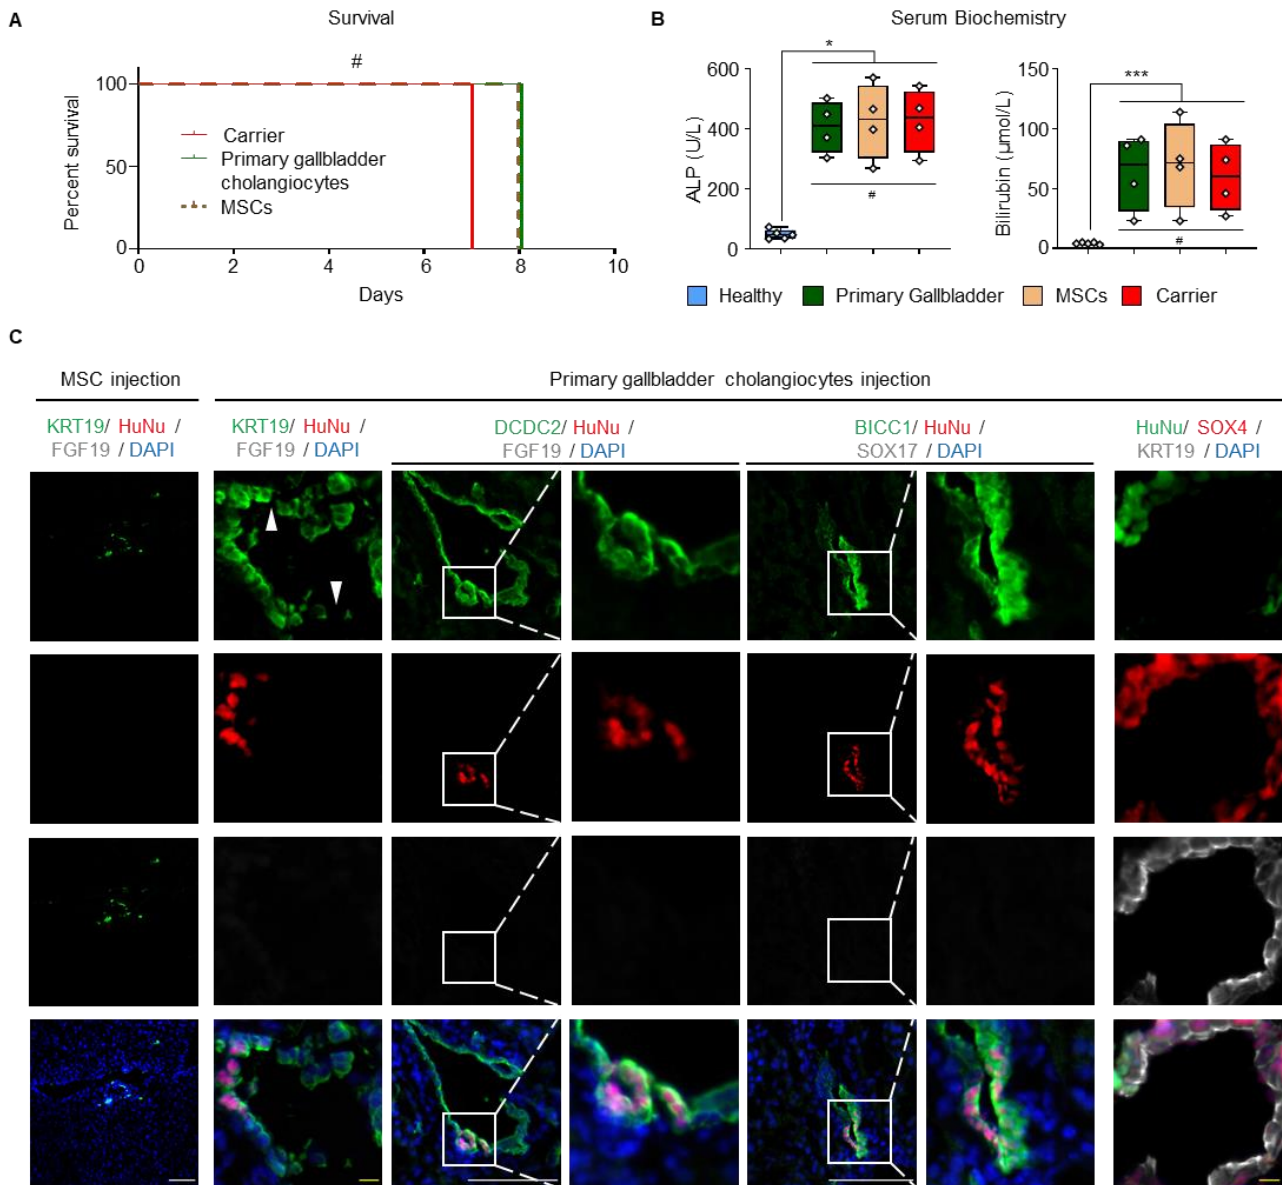 A
Survival
#
100
50
0
Percent survival
Carrier
Primary gallbladder
cholangiocytes
MSCs
0 2 4 6 8 10
Days
B
Serum Biochemistry
*
600
400
200
0
ALP (U/L)
#
***
150
100
50
0
Bilirubin (µmol/L)
#
Healthy Primary Gallbladder MSCs Carrier
C
MSC injection
Primary gallbladder cholangiocytes injection
KRT19/ HuNu /
FGF19 / DAPI
KRT19/ HuNu /
FGF19 / DAPI
DCDC2/ HuNu /
FGF19 / DAPI
BICC1/ HuNu /
SOX17 / DAPI
HuNu/ SOX4 /
KRT19 / DAPI